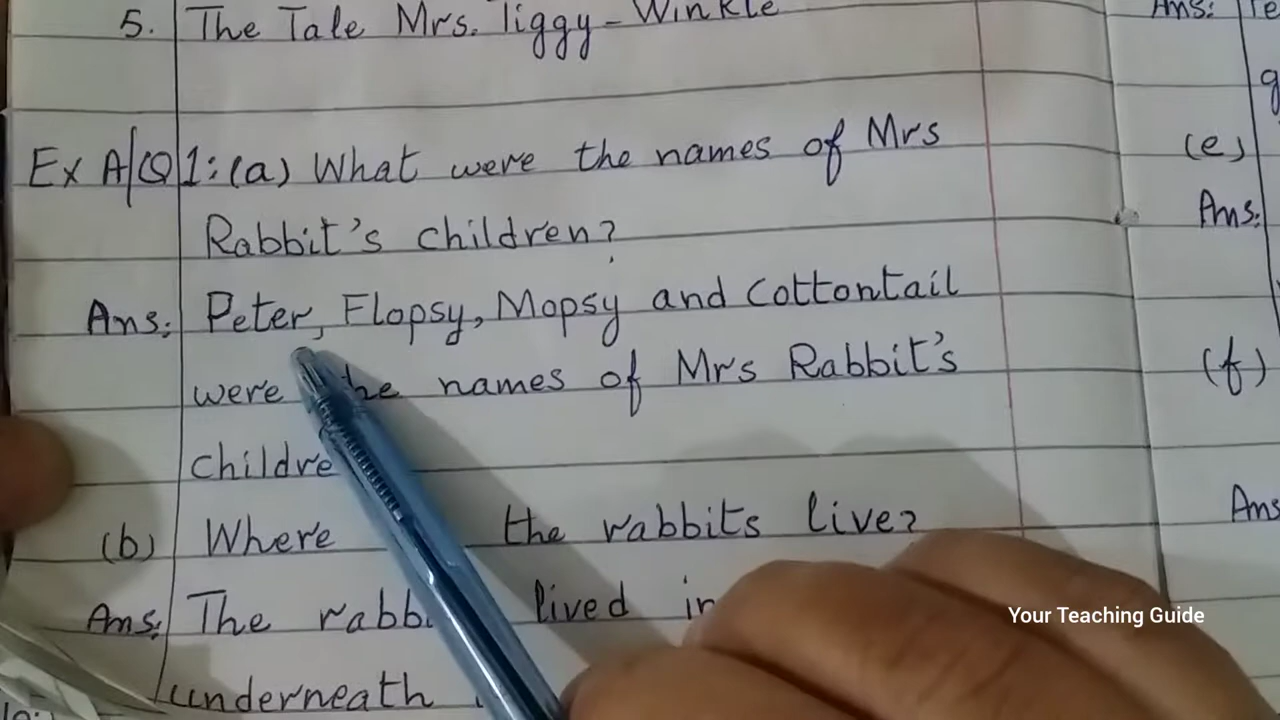 5. The Tale Mrs. Tiggy-Winkle
Ex A/Q1:(a) What were the names of Mrs
Rabbit's children?
Ans: Peter, Flopsy, Mopsy and Cottontail
were the names of Mrs Rabbit's
childre
(b) Where the rabbits live?
Ans: The rabb lived in
underneath
Ans:
(e)
Ans:
(f)
Ans
Your Teaching Guide